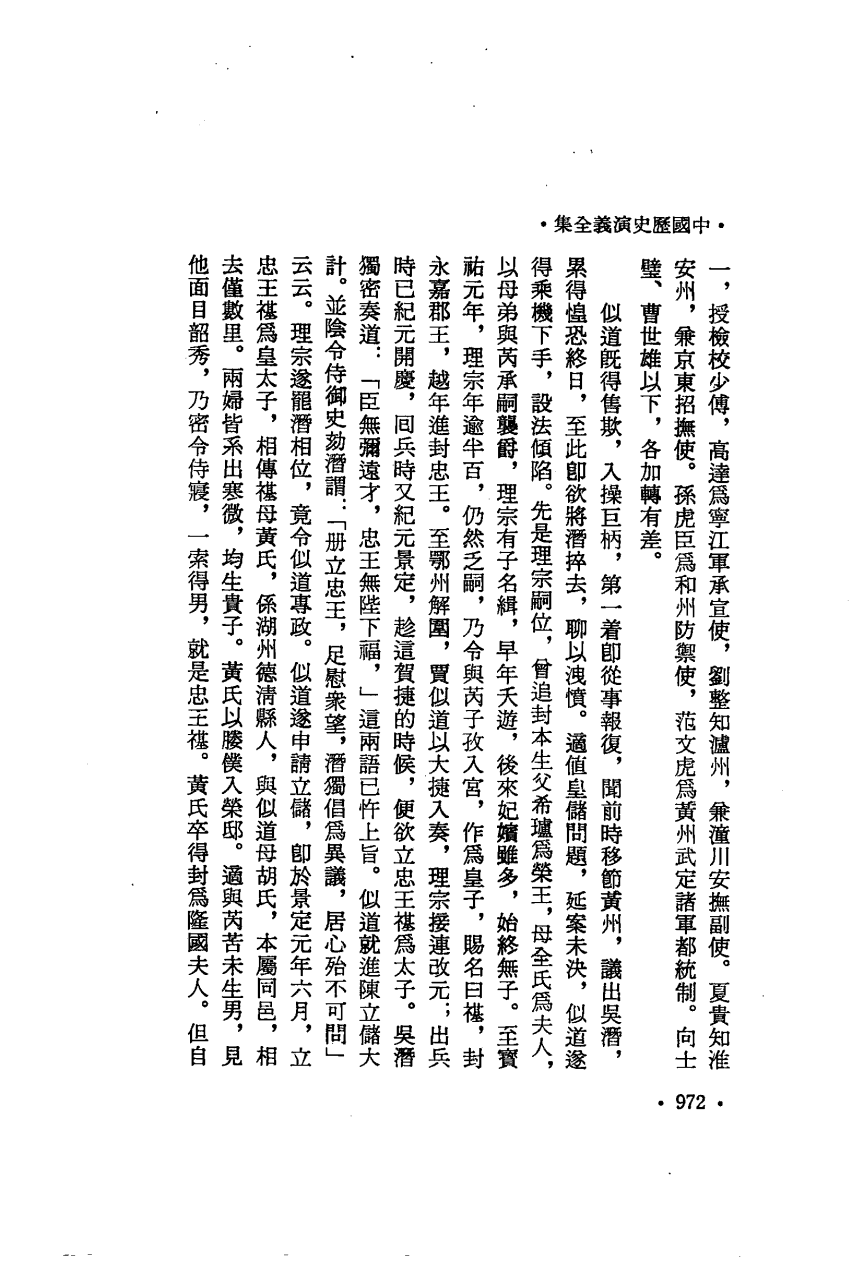 ·中國歷史演義全集·
一，授檢校少傅，高達爲寧江軍承宣使，劉整知瀘州，兼潼川安撫副使。夏貴知淮
安州，兼京東招撫使。孫虎臣爲和州防禦使，范文虎爲黃州武定諸軍都統制。向士
璧、曹世雄以下，各加轉有差。
似道既得售欺，入操巨柄，第一着卽從事報復，聞前時移節黃州，議出吳潛，
累得惶恐終日，至此卽欲將潛捽去，聊以洩憤。適值皇儲問題，延案未決，似道遂
得乘機下手，設法傾陷。先是理宗嗣位，曾追封本生父希瓐爲榮王，母全氏爲夫人，
以母弟與芮承嗣襲爵，理宗有子名緝，早年夭遊，後來妃嬪雖多，始終無子。至寶
祐元年，理宗年逾半百，仍然乏嗣，乃令與芮子孜入宮，作爲皇子，賜名曰禥，封
永嘉郡王，越年進封忠王。至鄂州解圍，賈似道以大捷入奏，理宗接連改元；出兵
時已紀元開慶，回兵時又紀元景定，趁這賀捷的時候，便欲立忠王禥爲太子。吳潛
獨密奏道：「臣無彌遠才，忠王無陛下福，」這兩語已忤上旨。似道就進陳立儲大
計。並陰令侍御史劾潛謂：「册立忠王，足慰衆望，潛獨倡爲異議，居心殆不可問」
云云。理宗遂罷潛相位，竟令似道專政。似道遂申請立儲，卽於景定元年六月，立
忠王禥爲皇太子，相傳禥母黃氏，係湖州德淸縣人，與似道母胡氏，本屬同邑，相
去僅數里。兩婦皆系出寒微，均生貴子。黃氏以媵僕入榮邸。適與芮苦未生男，見
他面目韶秀，乃密令侍寢，一索得男，就是忠王禥。黃氏卒得封爲隆國夫人。但自
·972·